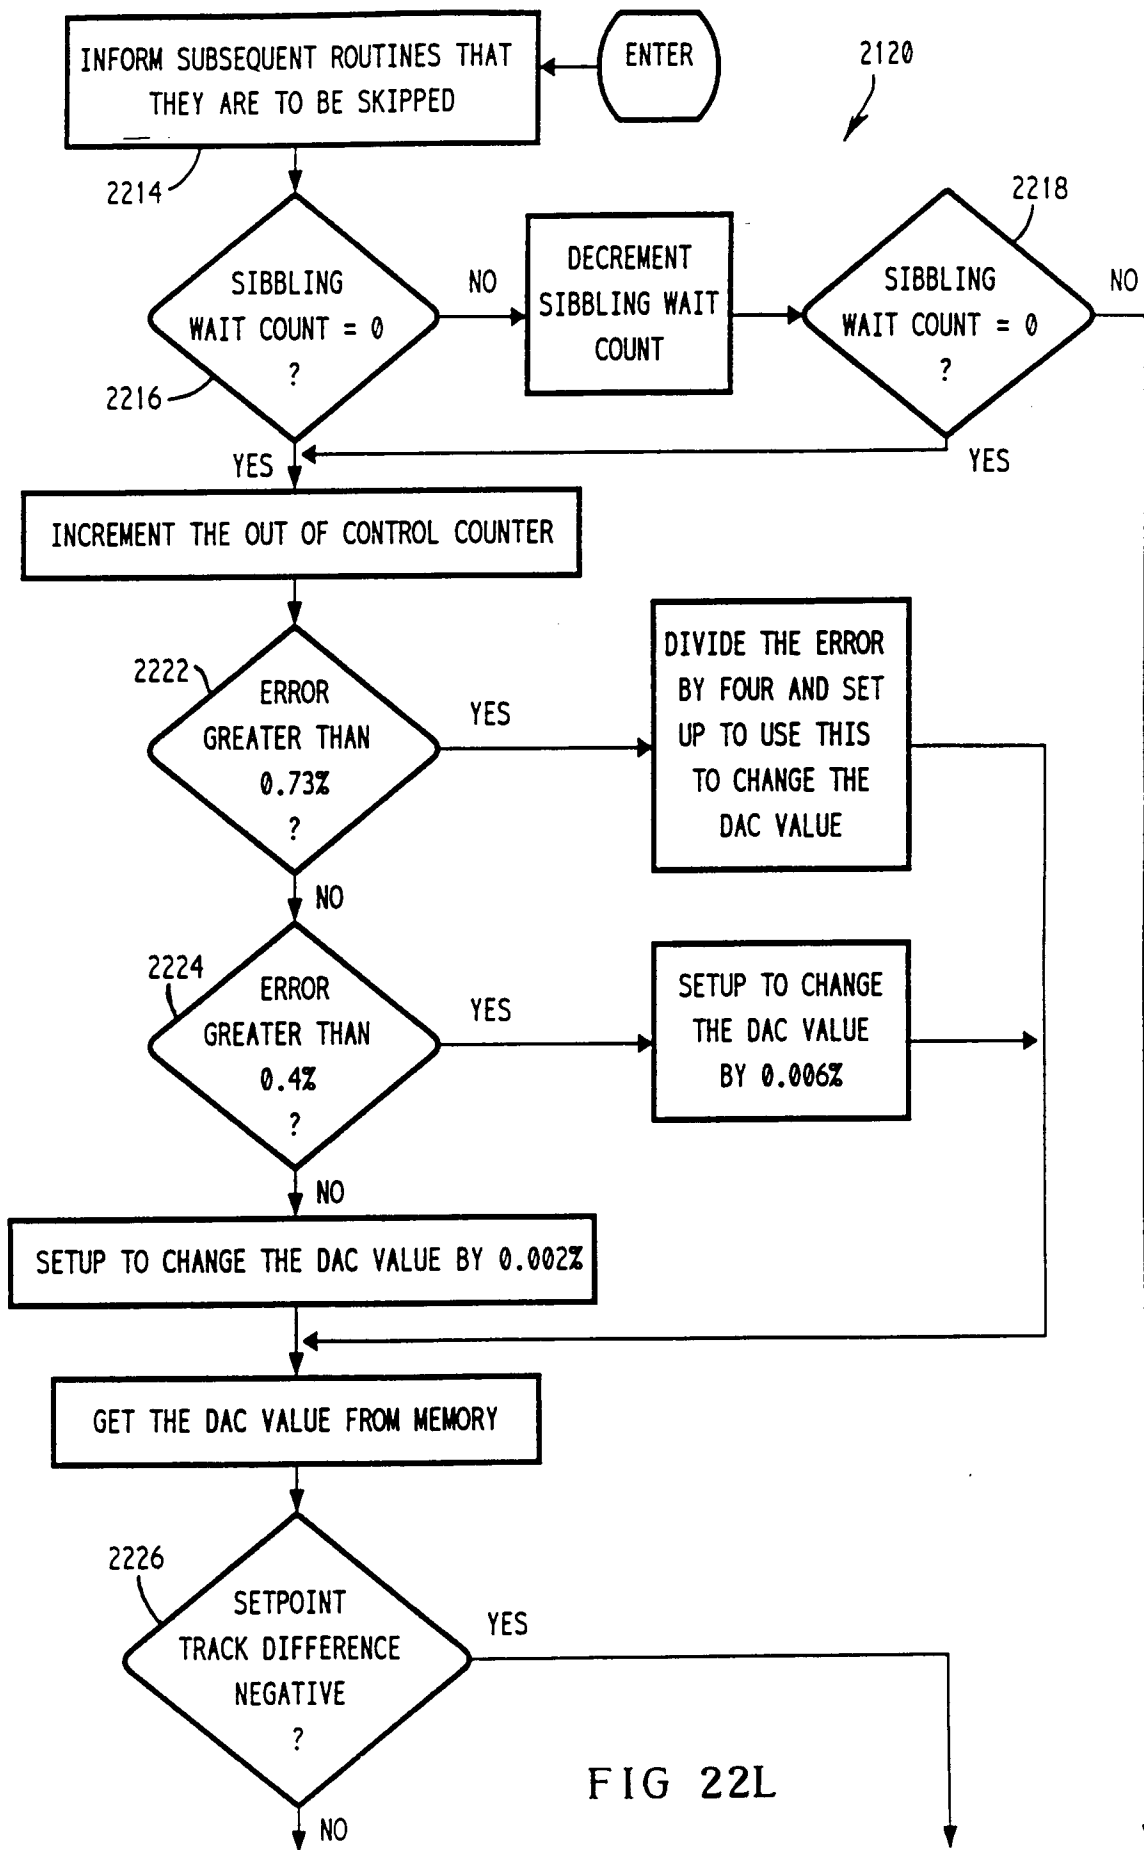 INFORM SUBSEQUENT ROUTINES THAT
THEY ARE TO BE SKIPPED
ENTER
2120
2214
2218
SIBBLING
WAIT COUNT = 0
?
2216
NO
DECREMENT
SIBBLING WAIT
COUNT
SIBBLING
WAIT COUNT = 0
?
NO
YES
YES
INCREMENT THE OUT OF CONTROL COUNTER
2222
ERROR
GREATER THAN
0.73%
?
YES
DIVIDE THE ERROR
BY FOUR AND SET
UP TO USE THIS
TO CHANGE THE
DAC VALUE
NO
2224
ERROR
GREATER THAN
0.4%
?
YES
SETUP TO CHANGE
THE DAC VALUE
BY 0.006%
NO
SETUP TO CHANGE THE DAC VALUE BY 0.002%
GET THE DAC VALUE FROM MEMORY
2226
SETPOINT
TRACK DIFFERENCE
NEGATIVE
?
YES
NO
FIG 22L